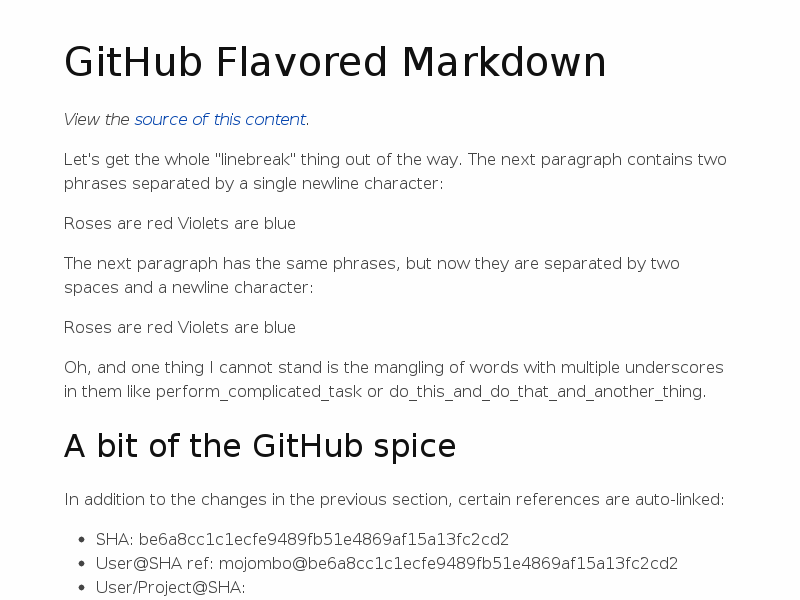 GitHub Flavored Markdown
View the source of this content.
Let's get the whole "linebreak" thing out of the way. The next paragraph contains two
phrases separated by a single newline character:
Roses are red Violets are blue
The next paragraph has the same phrases, but now they are separated by two
spaces and a newline character:
Roses are red Violets are blue
Oh, and one thing I cannot stand is the mangling of words with multiple underscores
in them like perform_complicated_task or do_this_and_do_that_and_another_thing.
A bit of the GitHub spice
In addition to the changes in the previous section, certain references are auto-linked:
• SHA: be6a8cc1c1ecfe9489fb51e4869af15a13fc2cd2
• User@SHA ref: mojombo@be6a8cc1c1ecfe9489fb51e4869af15a13fc2cd2
• User/Project@SHA: